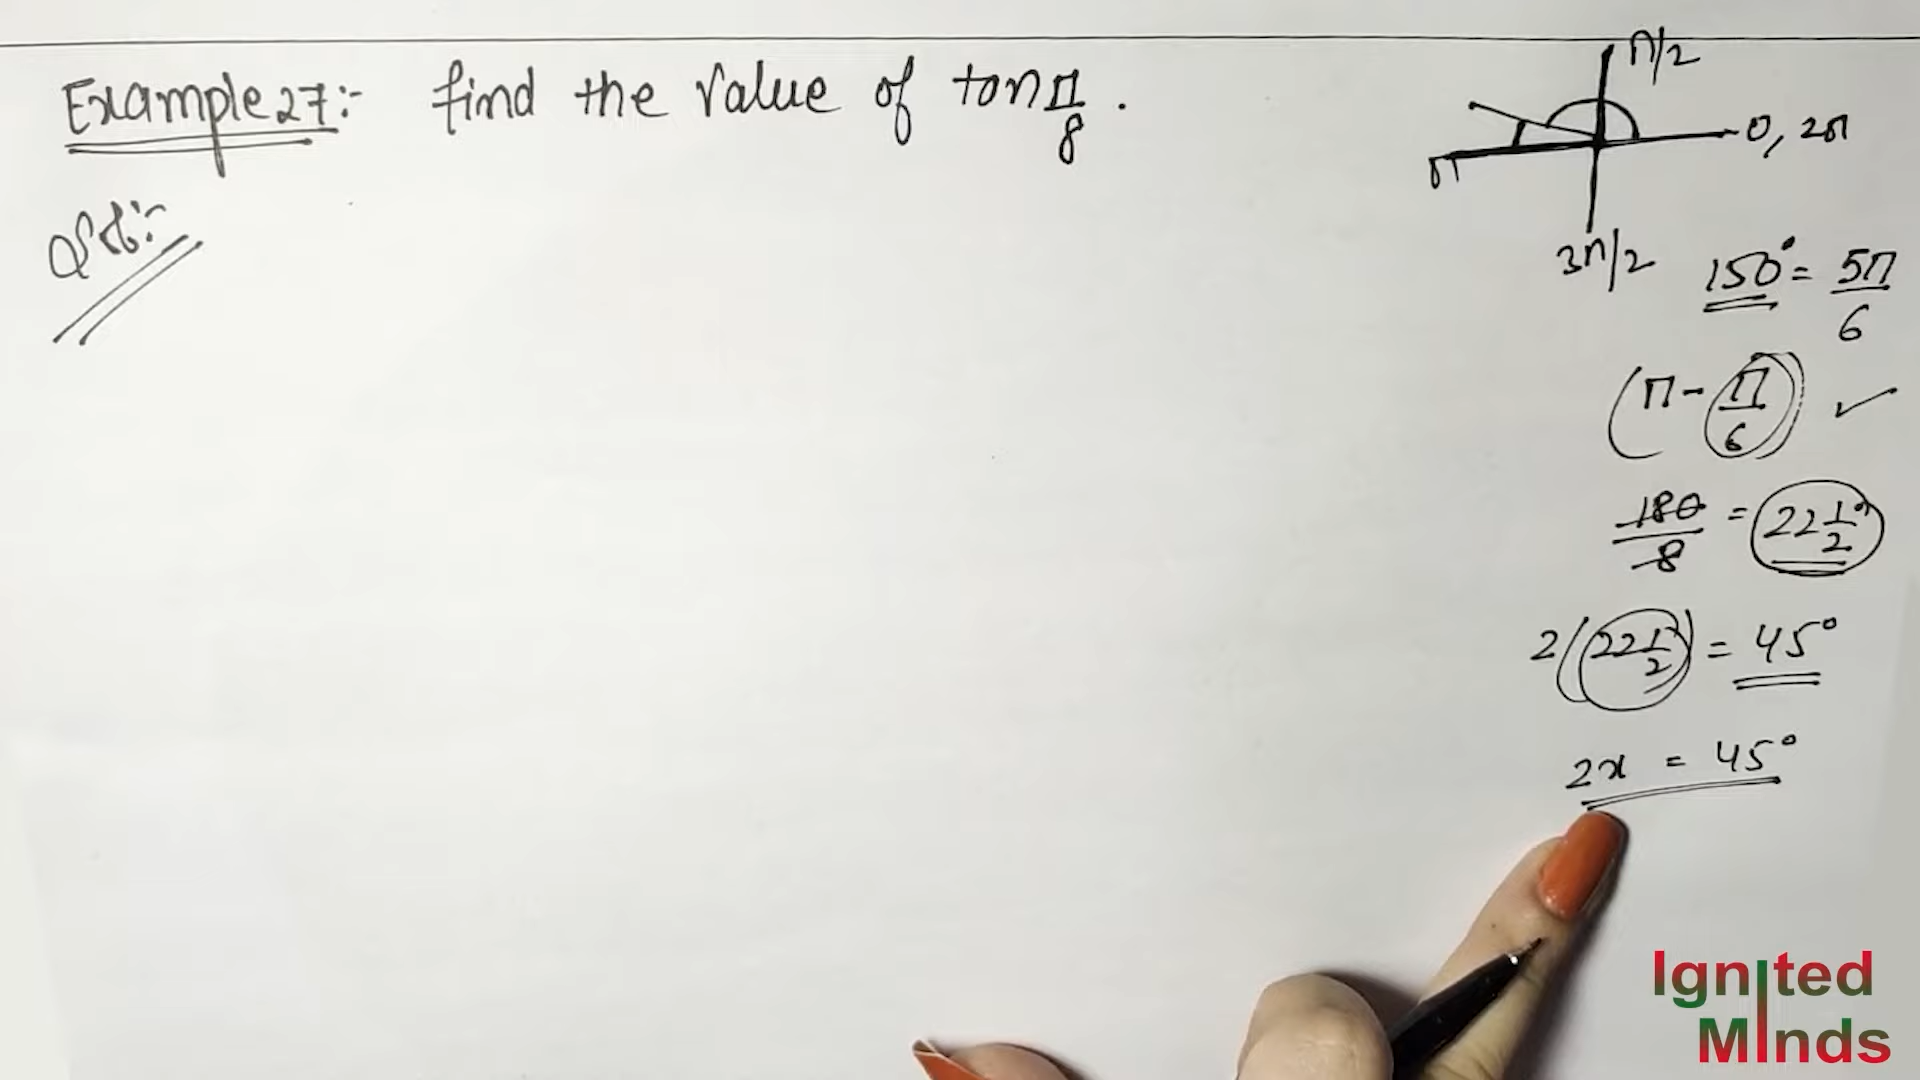 Example 27:- find the value of tan π/8 .
Sol:-
π/2
0, 2π
π
3π/2
150° = 5π/6
(π - π/6) ✓
180/8 = 22 1/2°
2(22 1/2) = 45°
2x = 45°
Ignited
Minds